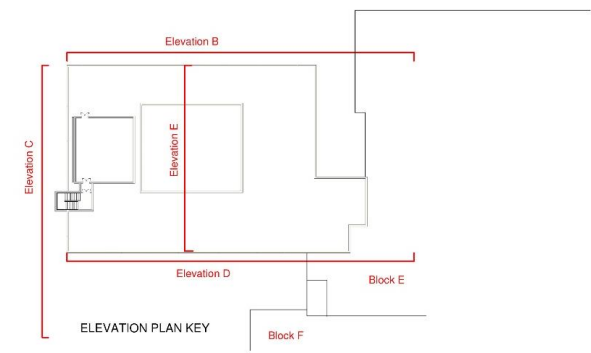 Elevation B
Elevation C
Elevation E
Elevation D
Block E
ELEVATION PLAN KEY
Block F